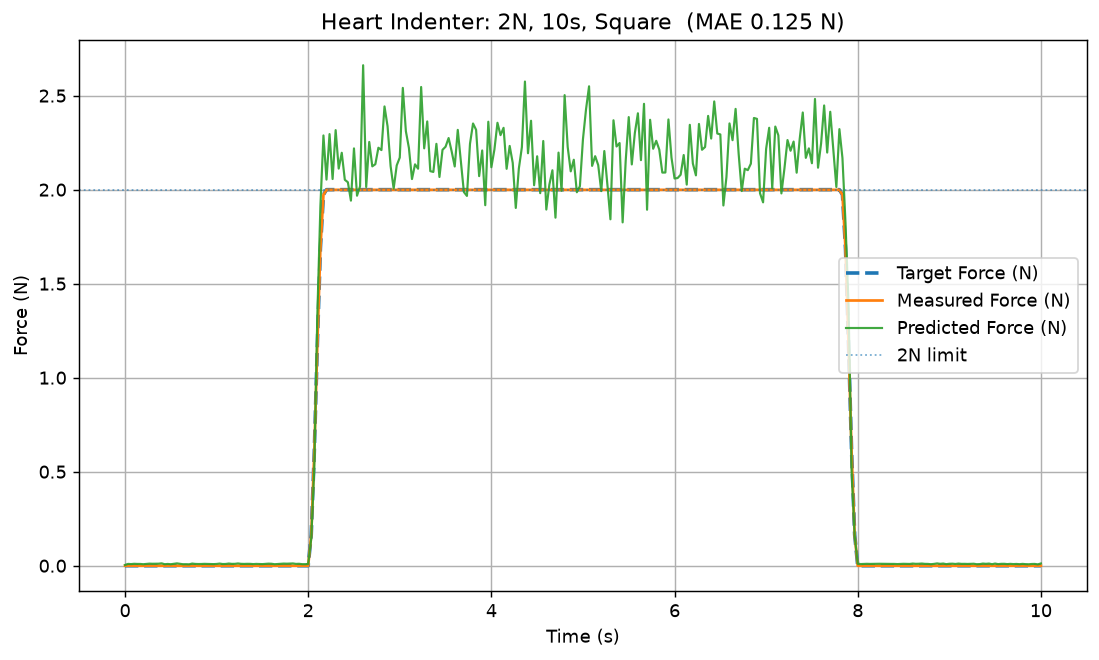 Heart Indenter: 2N, 10s, Square  (MAE 0.125 N)
2.5
2.0
1.5
1.0
0.5
0.0
Force (N)
Target Force (N)
Measured Force (N)
Predicted Force (N)
2N limit
0 2 4 6 8 10
Time (s)